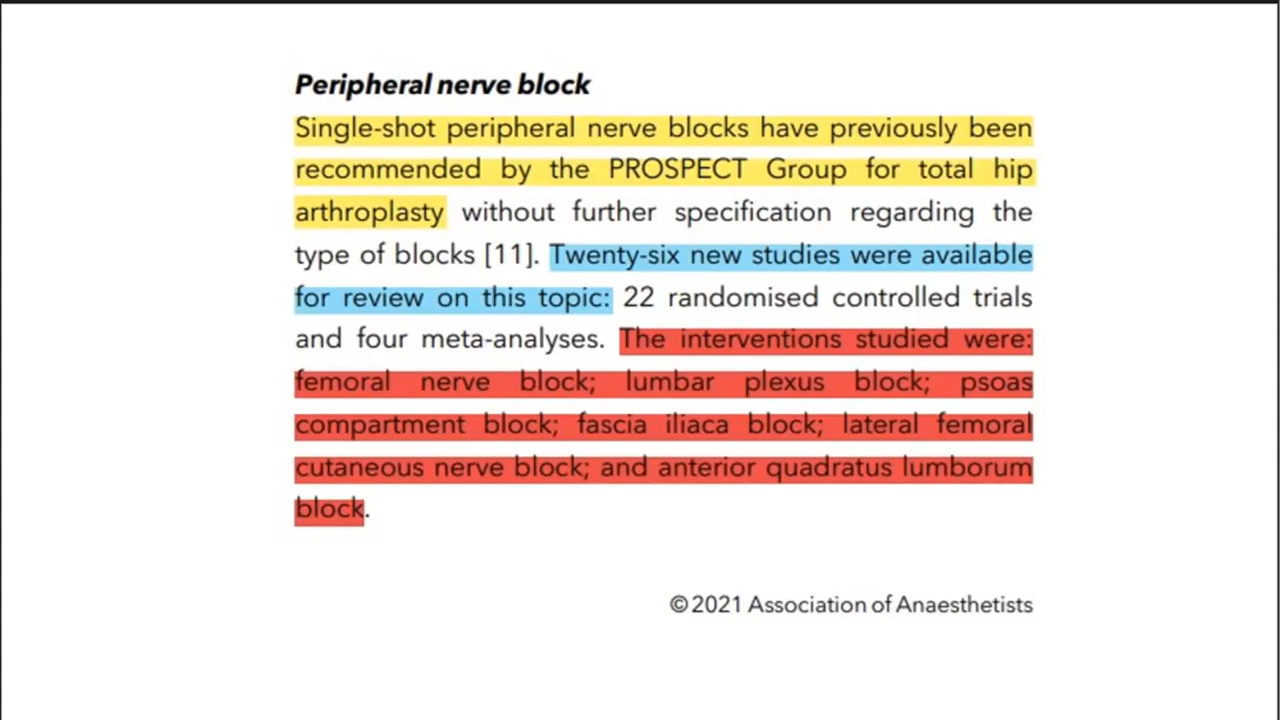 Peripheral nerve block
Single-shot peripheral nerve blocks have previously been
recommended by the PROSPECT Group for total hip
arthroplasty without further specification regarding the
type of blocks [11]. Twenty-six new studies were available
for review on this topic: 22 randomised controlled trials
and four meta-analyses. The interventions studied were:
femoral nerve block; lumbar plexus block; psoas
compartment block; fascia iliaca block; lateral femoral
cutaneous nerve block; and anterior quadratus lumborum
block.
©2021 Association of Anaesthetists